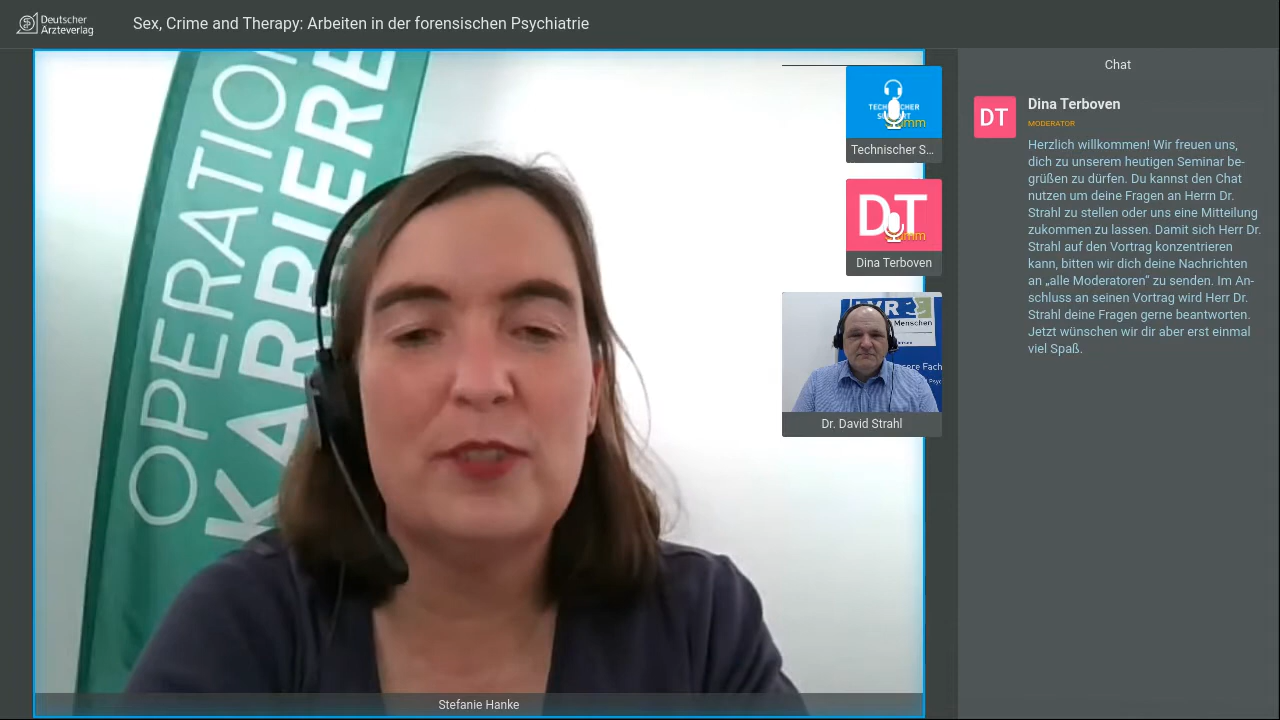 Deutscher
Ärzteverlag
Sex, Crime and Therapy: Arbeiten in der forensischen Psychiatrie
OPERATION
KARRIERE
Stefanie Hanke
Technischer S...
DT
Dina Terboven
LVR
Menschen
Dr. David Strahl
Chat
DT
Dina Terboven
MODERATOR
Herzlich willkommen! Wir freuen uns,
dich zu unserem heutigen Seminar be-
grüßen zu dürfen. Du kannst den Chat
nutzen um deine Fragen an Herrn Dr.
Strahl zu stellen oder uns eine Mitteilung
zukommen zu lassen. Damit sich Herr Dr.
Strahl auf den Vortrag konzentrieren
kann, bitten wir dich deine Nachrichten
an „alle Moderatoren“ zu senden. Im An-
schluss an seinen Vortrag wird Herr Dr.
Strahl deine Fragen gerne beantworten.
Jetzt wünschen wir dir aber erst einmal
viel Spaß.